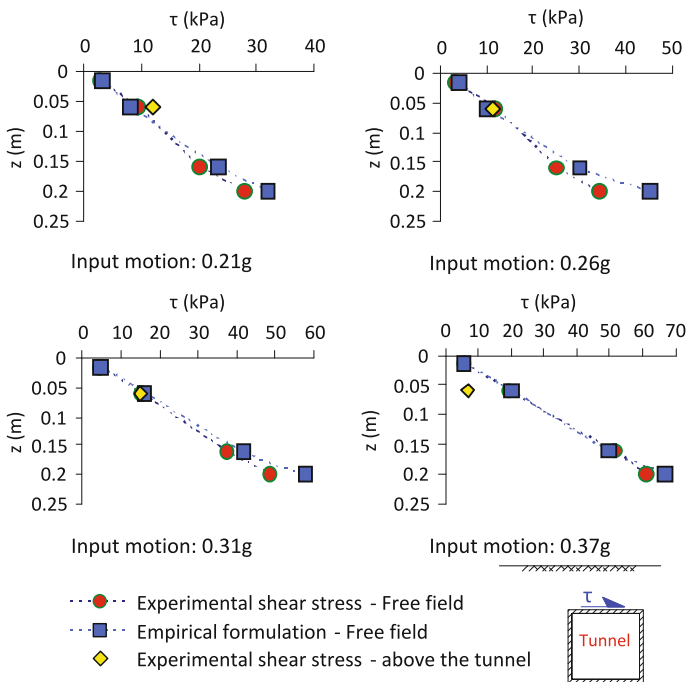 τ (kPa)
0 10 20 30 40
z (m)
0
0.05
0.1
0.15
0.2
0.25
Input motion: 0.21g
τ (kPa)
0 10 20 30 40 50
z (m)
0
0.05
0.1
0.15
0.2
0.25
Input motion: 0.26g
τ (kPa)
0 10 20 30 40 50 60
z (m)
0
0.05
0.1
0.15
0.2
0.25
Input motion: 0.31g
τ (kPa)
0 10 20 30 40 50 60 70
z (m)
0
0.05
0.1
0.15
0.2
0.25
Input motion: 0.37g
Experimental shear stress - Free field
Empirical formulation - Free field
Experimental shear stress - above the tunnel
τ
Tunnel